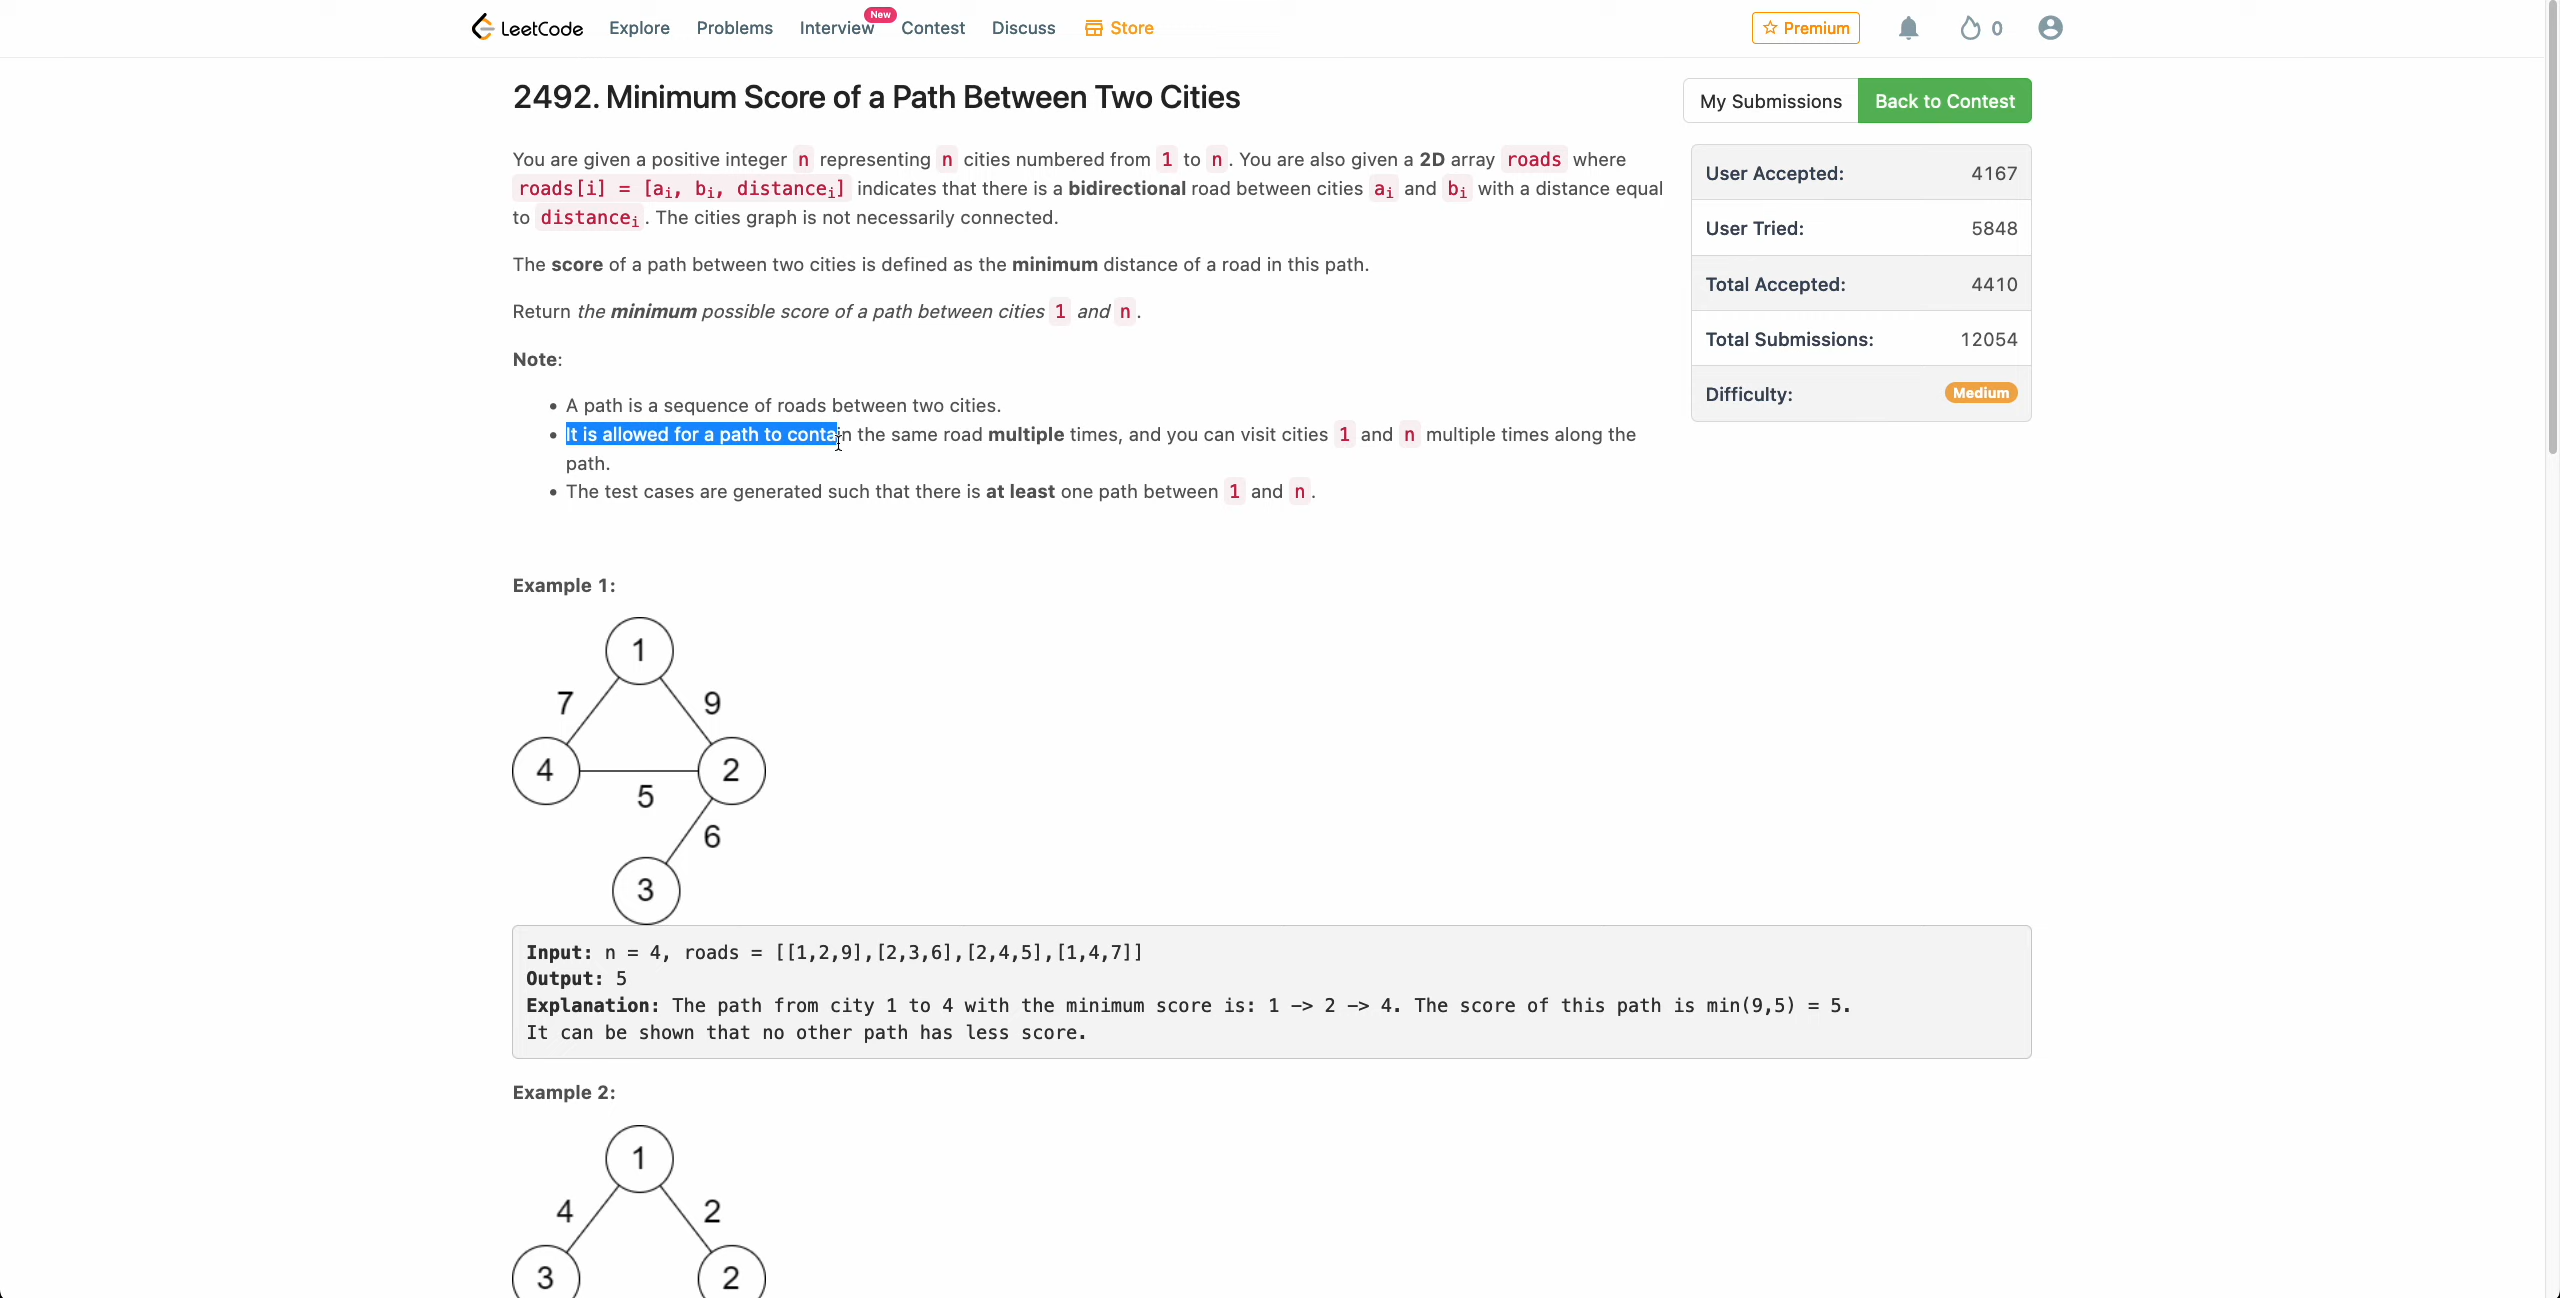 LeetCode Explore Problems Interview New Contest Discuss Store Premium 0
2492. Minimum Score of a Path Between Two Cities
My Submissions Back to Contest
You are given a positive integer n representing n cities numbered from 1 to n. You are also given a 2D array roads where
roads[i] = [ai, bi, distancei] indicates that there is a bidirectional road between cities ai and bi with a distance equal
to distancei. The cities graph is not necessarily connected.
The score of a path between two cities is defined as the minimum distance of a road in this path.
Return the minimum possible score of a path between cities 1 and n.
Note:
• A path is a sequence of roads between two cities.
• It is allowed for a path to contain the same road multiple times, and you can visit cities 1 and n multiple times along the
path.
• The test cases are generated such that there is at least one path between 1 and n.
User Accepted: 4167
User Tried: 5848
Total Accepted: 4410
Total Submissions: 12054
Difficulty: Medium
Example 1:
1
7 9
4 2
5
6
3
Input: n = 4, roads = [[1,2,9],[2,3,6],[2,4,5],[1,4,7]]
Output: 5
Explanation: The path from city 1 to 4 with the minimum score is: 1 -> 2 -> 4. The score of this path is min(9,5) = 5.
It can be shown that no other path has less score.
Example 2:
1
4 2
3 2